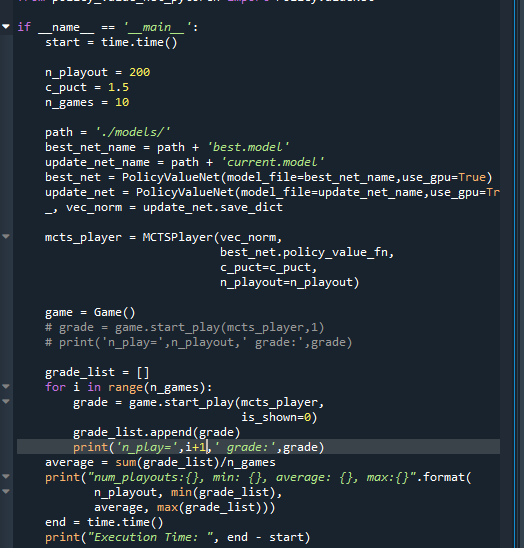 if __name__ == '__main__':
    start = time.time()

    n_playout = 200
    c_puct = 1.5
    n_games = 10

    path = './models/'
    best_net_name = path + 'best.model'
    update_net_name = path + 'current.model'
    best_net = PolicyValueNet(model_file=best_net_name,use_gpu=True)
    update_net = PolicyValueNet(model_file=update_net_name,use_gpu=Tr
    _, vec_norm = update_net.save_dict

    mcts_player = MCTSPlayer(vec_norm,
                             best_net.policy_value_fn,
                             c_puct=c_puct,
                             n_playout=n_playout)

    game = Game()
    # grade = game.start_play(mcts_player,1)
    # print('n_play=',n_playout,' grade:',grade)

    grade_list = []
    for i in range(n_games):
        grade = game.start_play(mcts_player,
                                is_shown=0)
        grade_list.append(grade)
        print('n_play=',i+1,' grade:',grade)
    average = sum(grade_list)/n_games
    print("num_playouts:{}, min: {}, average: {}, max:{}".format(
           n_playout, min(grade_list),
           average, max(grade_list)))
    end = time.time()
    print("Execution Time: ", end - start)